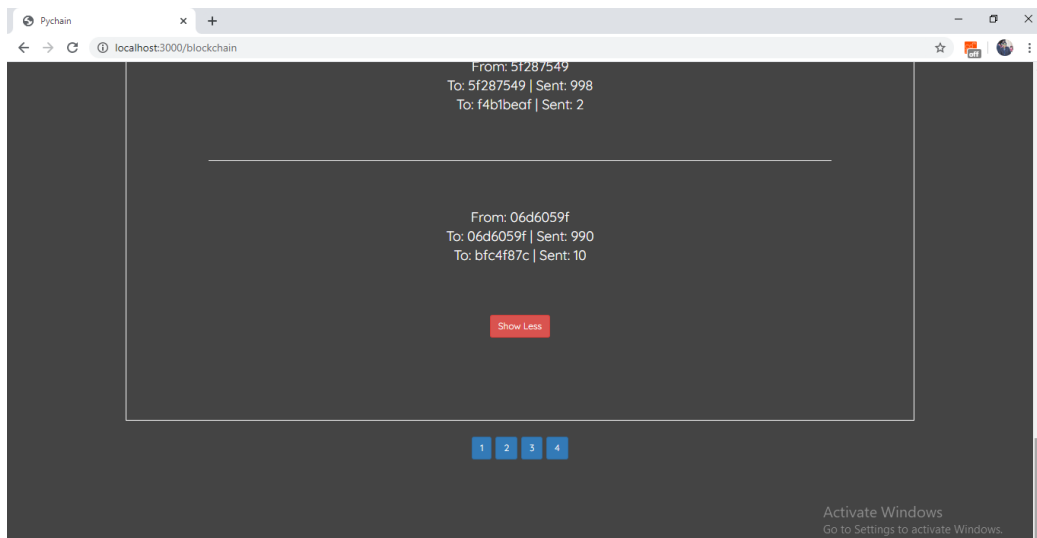 Pychain
localhost:3000/blockchain
off
From: 5f287549
To: 5f287549 | Sent: 998
To: f4b1beaf | Sent: 2
From: 06d6059f
To: 06d6059f | Sent: 990
To: bfc4f87c | Sent: 10
Show Less
1 2 3 4
Activate Windows
Go to Settings to activate Windows.